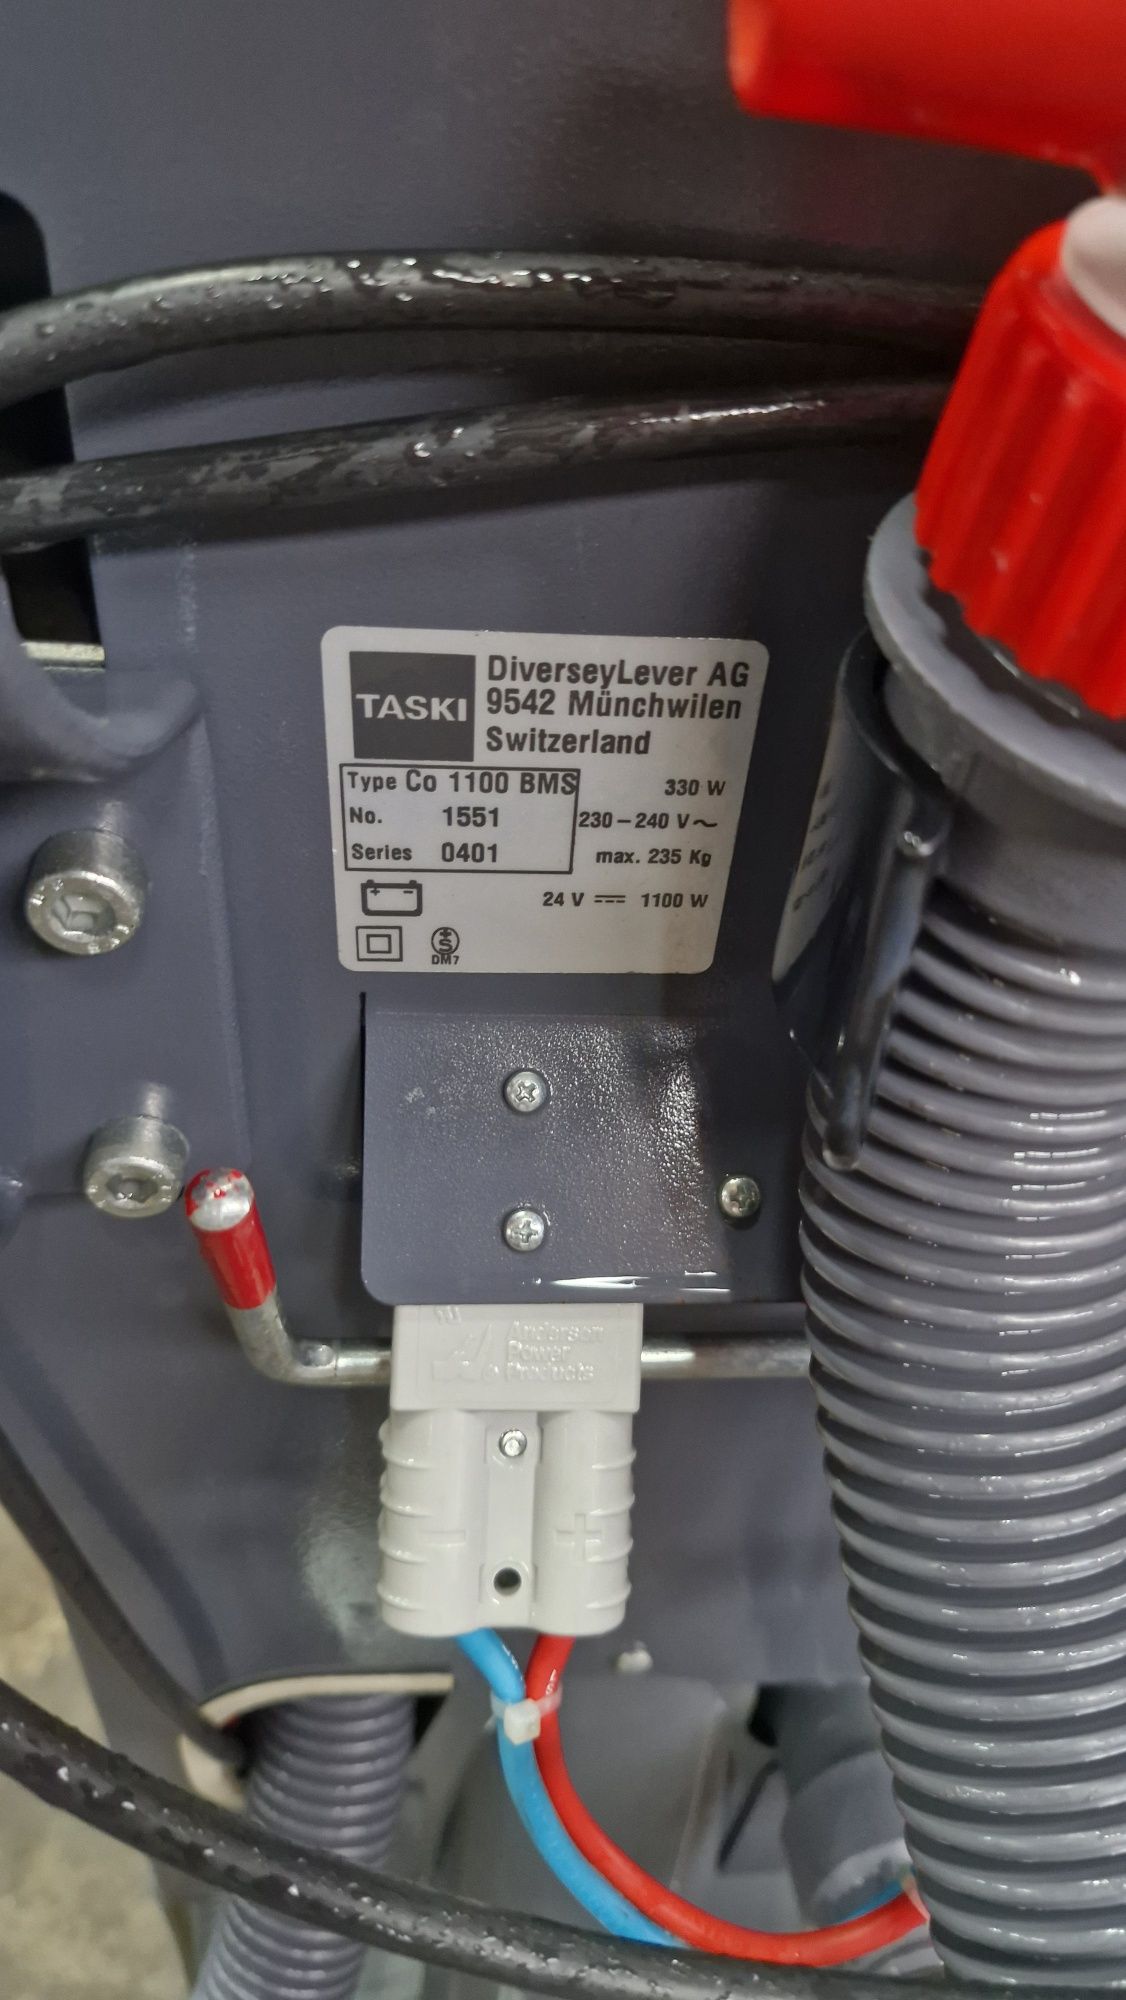 TASKI
DiverseyLever AG
9542 Münchwilen
Switzerland
Type Co 1100 BMS
No. 1551
Series 0401
330 W
230–240 V ~
max. 235 Kg
24 V ⎓ 1100 W
+ -
S
DM7
Anderson
Power
Products
- +